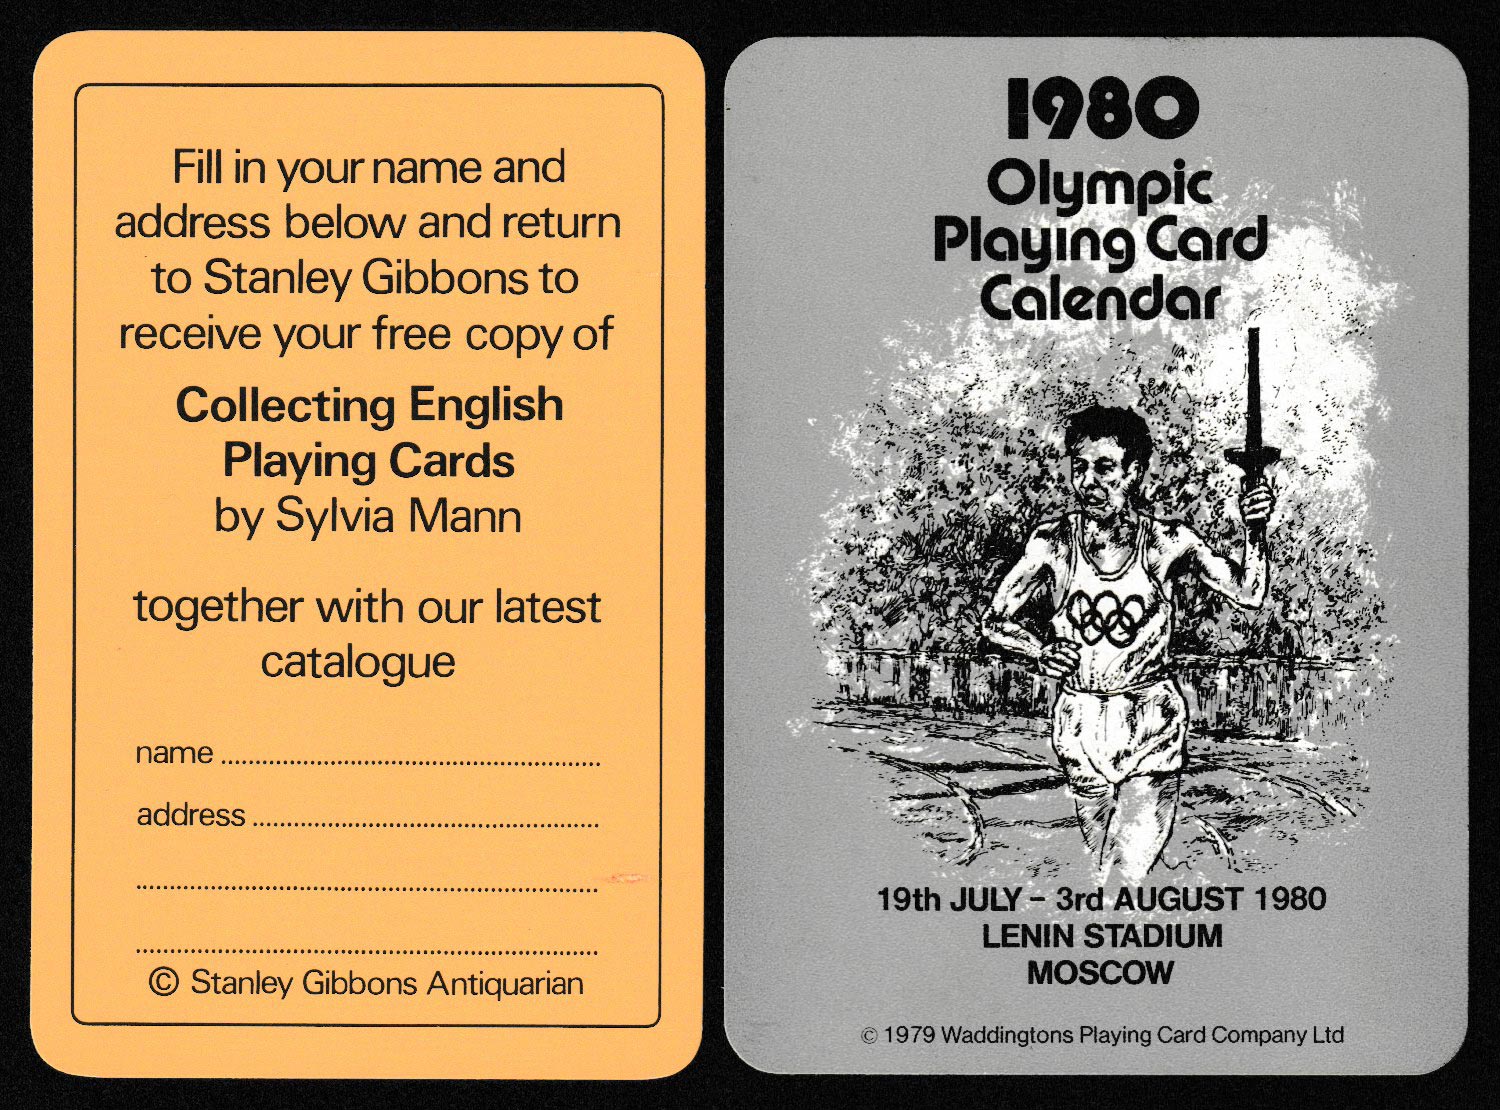 Fill in your name and
address below and return
to Stanley Gibbons to
receive your free copy of
Collecting English
Playing Cards
by Sylvia Mann
together with our latest
catalogue
name
address
© Stanley Gibbons Antiquarian
1980
Olympic
Playing Card
Calendar
19th JULY – 3rd AUGUST 1980
LENIN STADIUM
MOSCOW
© 1979 Waddingtons Playing Card Company Ltd